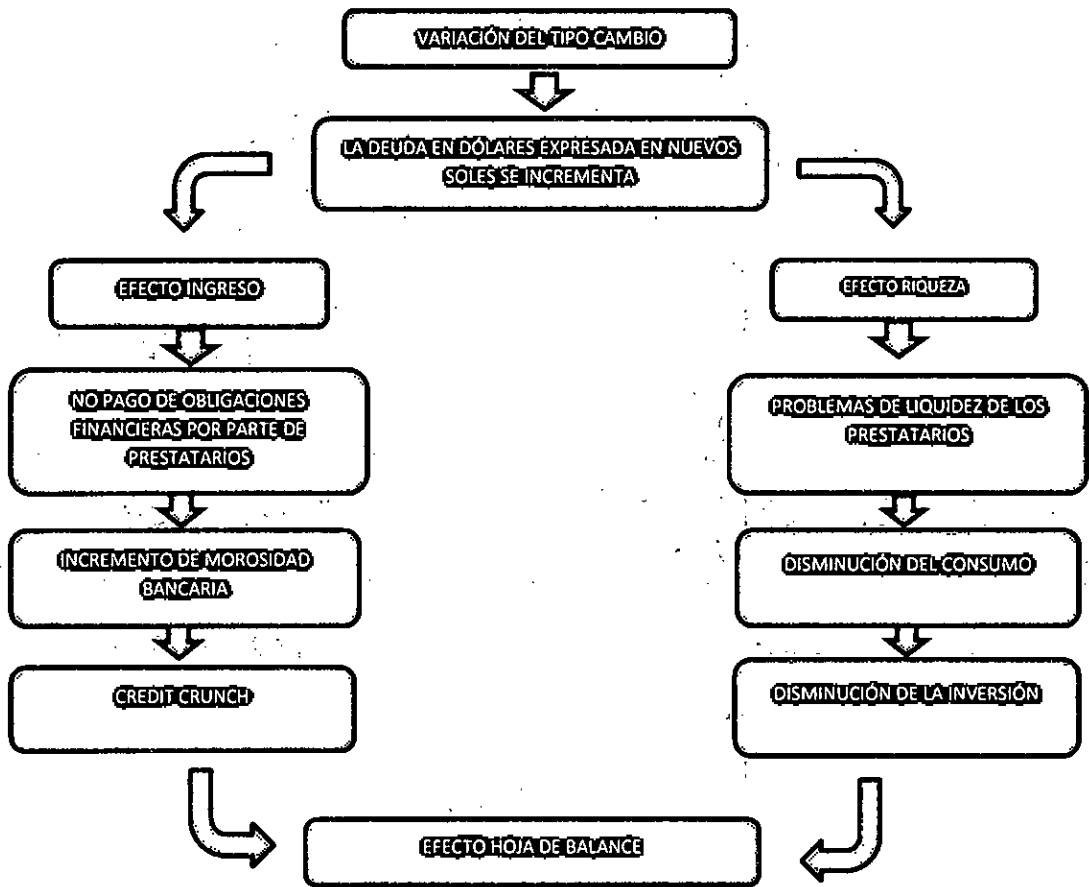 VARIACIÓN DEL TIPO CAMBIO
LA DEUDA EN DÓLARES EXPRESADA EN NUEVOS
SOLES SE INCREMENTA
EFECTO INGRESO
NO PAGO DE OBLIGACIONES
FINANCIERAS POR PARTE DE
PRESTATARIOS
INCREMENTO DE MOROSIDAD
BANCARIA
CREDIT CRUNCH
EFECTO RIQUEZA
PROBLEMAS DE LIQUIDEZ DE LOS
PRESTATARIOS
DISMINUCIÓN DEL CONSUMO
DISMINUCIÓN DE LA INVERSIÓN
EFECTO HOJA DE BALANCE